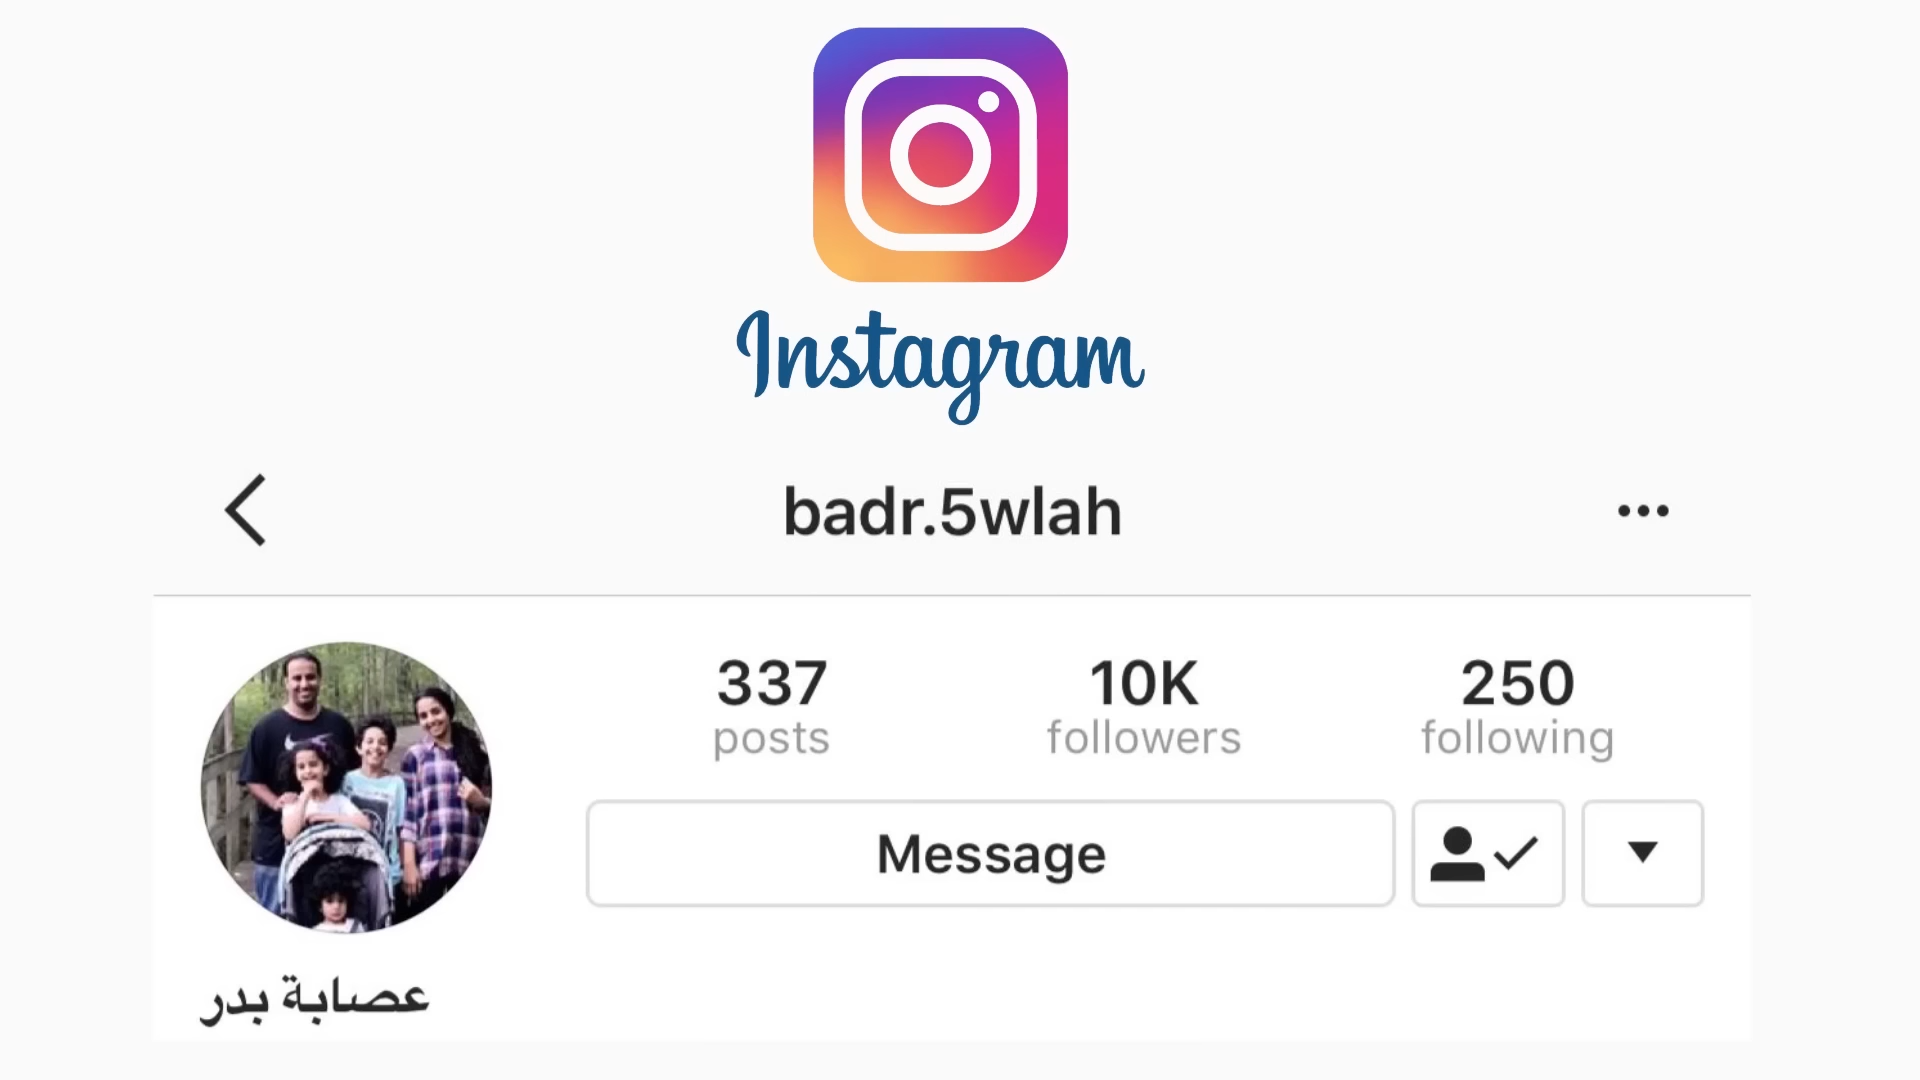 Instagram
badr.5wlah
337 10K 250
posts followers following
Message
عصابة بدر